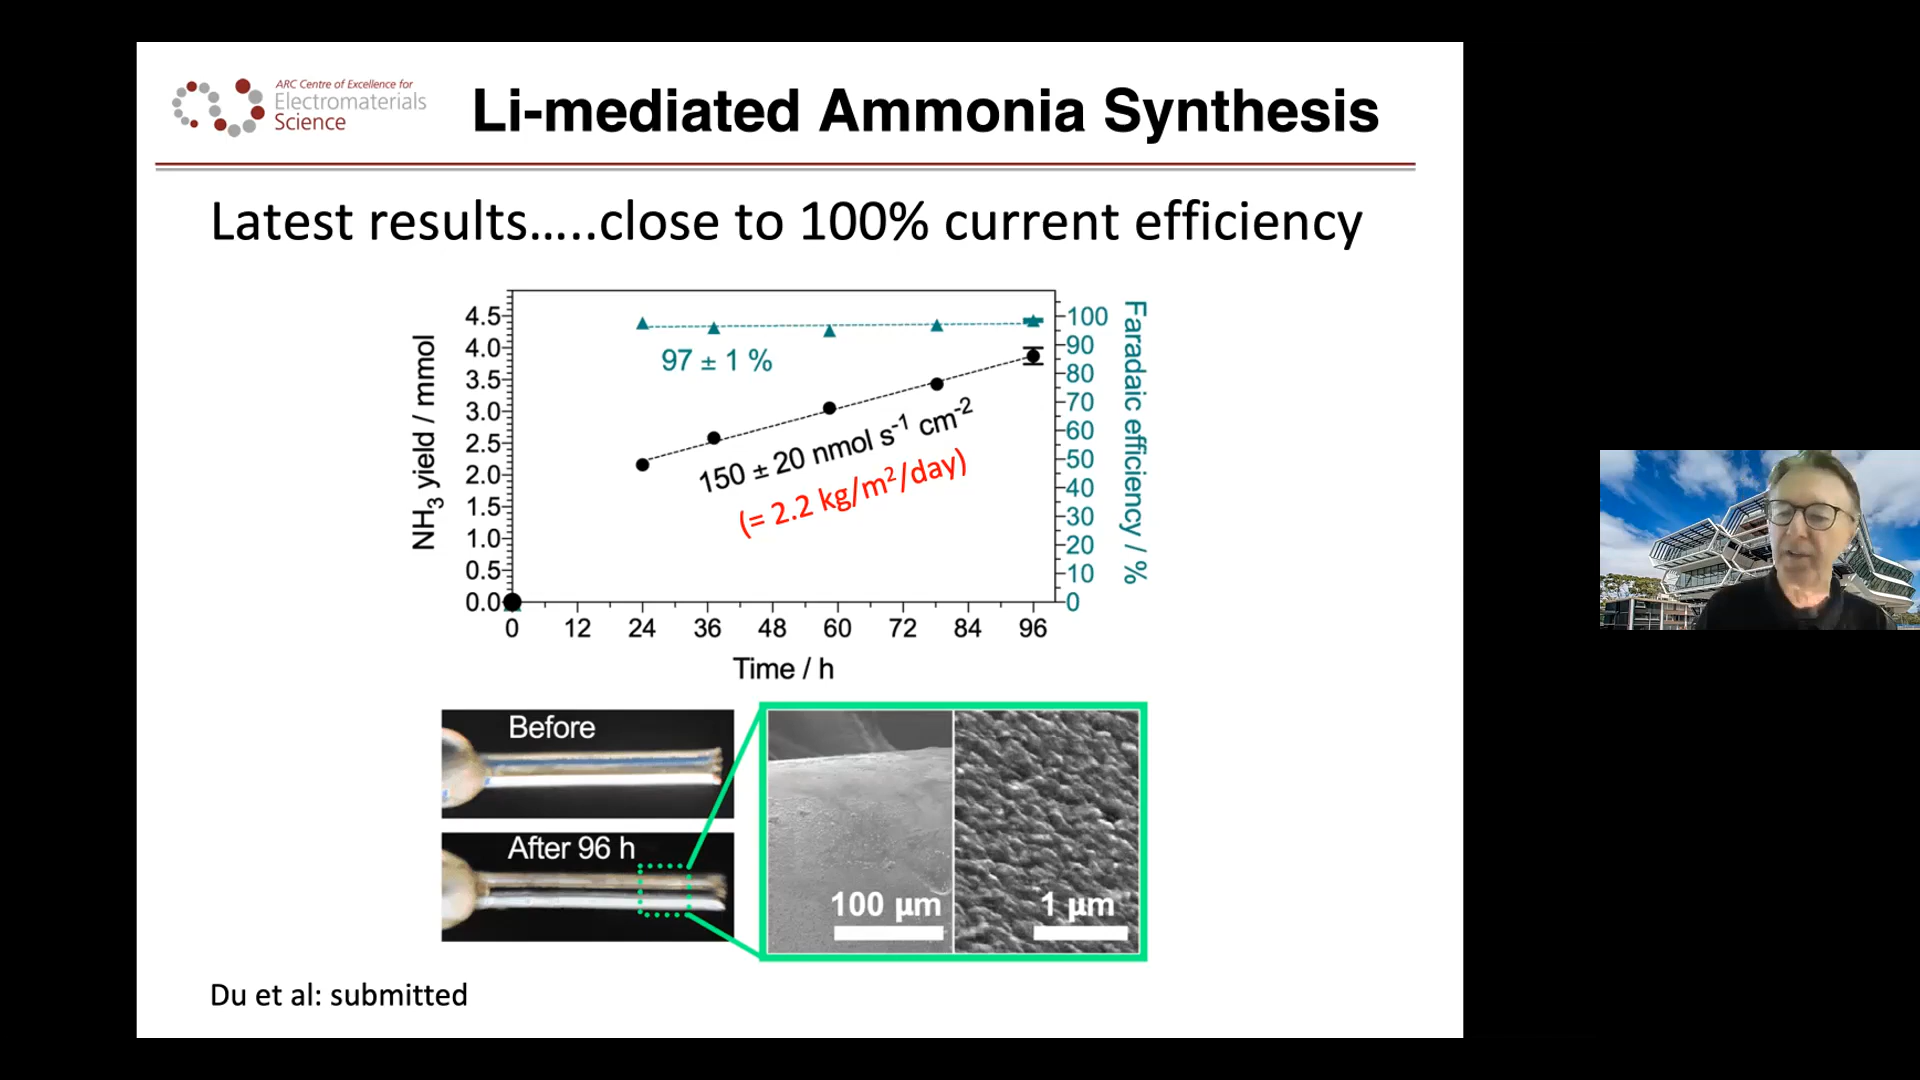 ARC Centre of Excellence for
Electromaterials
Science
Li-mediated Ammonia Synthesis
Latest results.....close to 100% current efficiency
4.5
4.0
3.5
3.0
2.5
2.0
1.5
1.0
0.5
0.0
NH3 yield / mmol
97 ± 1 %
150 ± 20 nmol s-1 cm-2
(= 2.2 kg/m2/day)
100
90
80
70
60
50
40
30
20
10
0
Faradaic efficiency / %
0 12 24 36 48 60 72 84 96
Time / h
Before
After 96 h
100 µm
1 µm
Du et al: submitted